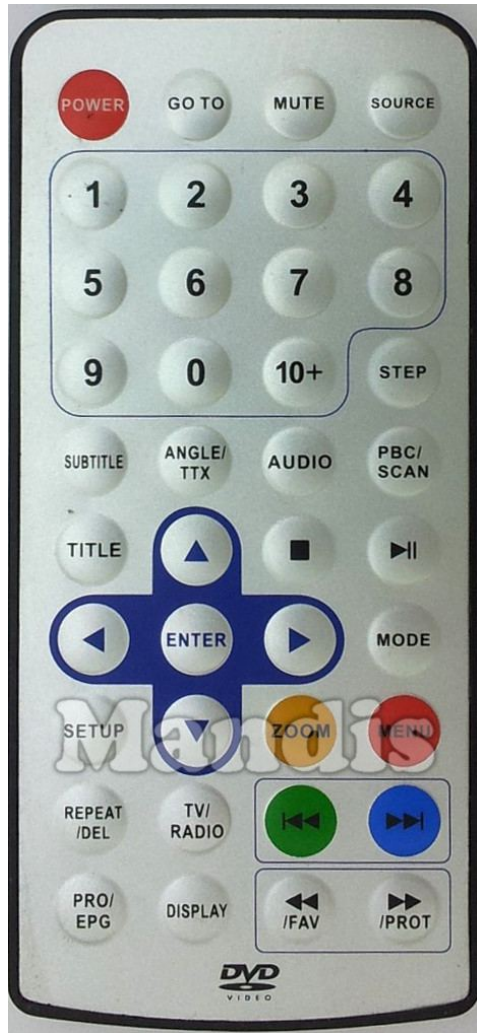 POWER GO TO MUTE SOURCE
1 2 3 4
5 6 7 8
9 0 10+ STEP
SUBTITLE ANGLE/
TTX AUDIO PBC/
SCAN
TITLE
ENTER MODE
SETUP ZOOM MENU
Mandis
REPEAT
/DEL TV/
RADIO
PRO/
EPG DISPLAY /FAV /PROT
DVD
VIDEO